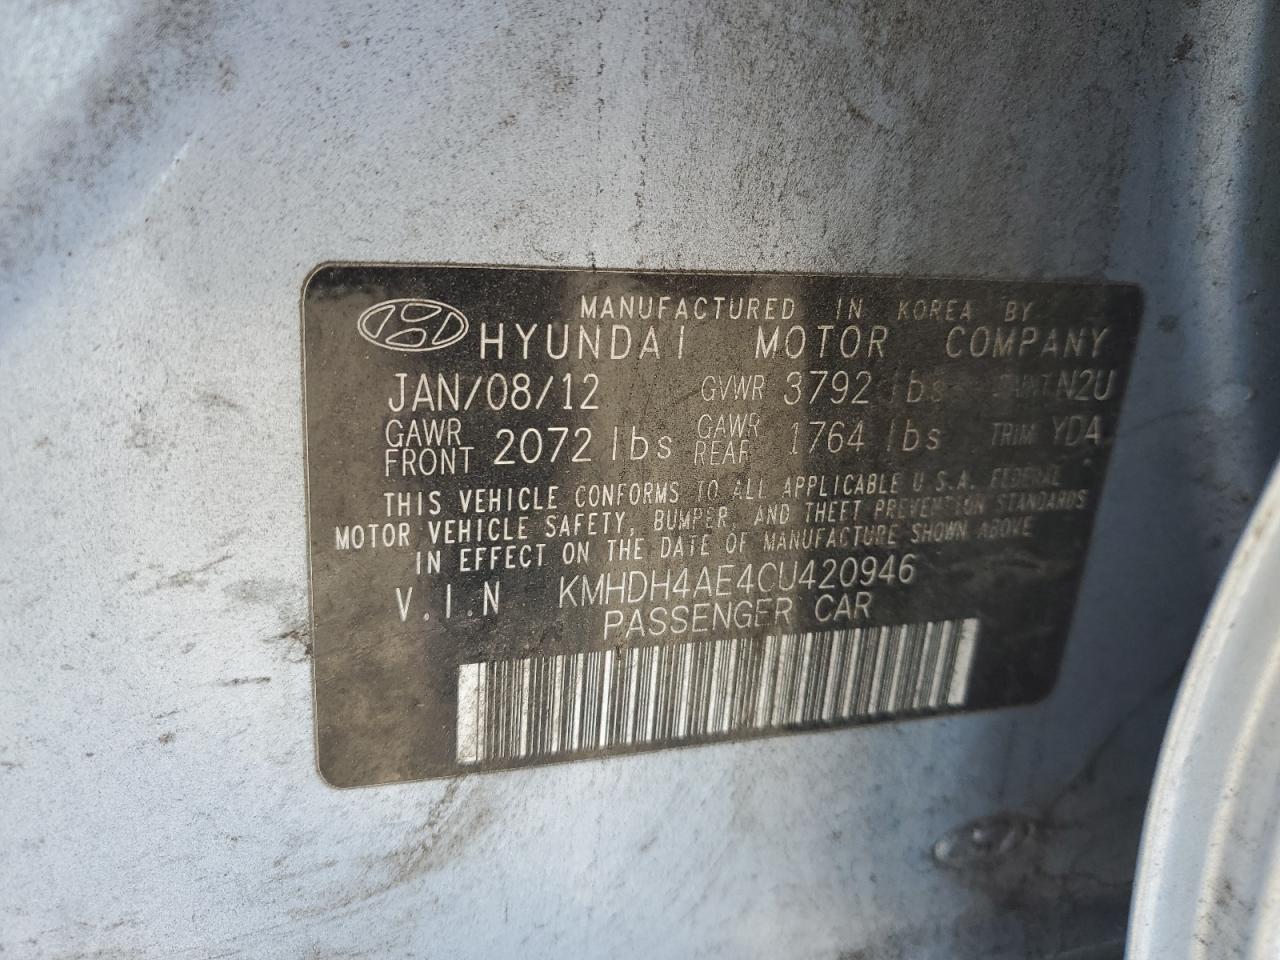 MANUFACTURED IN KOREA BY
HYUNDAI MOTOR COMPANY
JAN/08/12 GVWR 3792 lbs PAINT N2U
GAWR FRONT 2072 lbs GAWR REAR 1764 lbs TRIM YDA
THIS VEHICLE CONFORMS TO ALL APPLICABLE U.S.A. FEDERAL
MOTOR VEHICLE SAFETY, BUMPER, AND THEFT PREVENTION STANDARDS
IN EFFECT ON THE DATE OF MANUFACTURE SHOWN ABOVE
V.I.N KMHDH4AE4CU420946
PASSENGER CAR